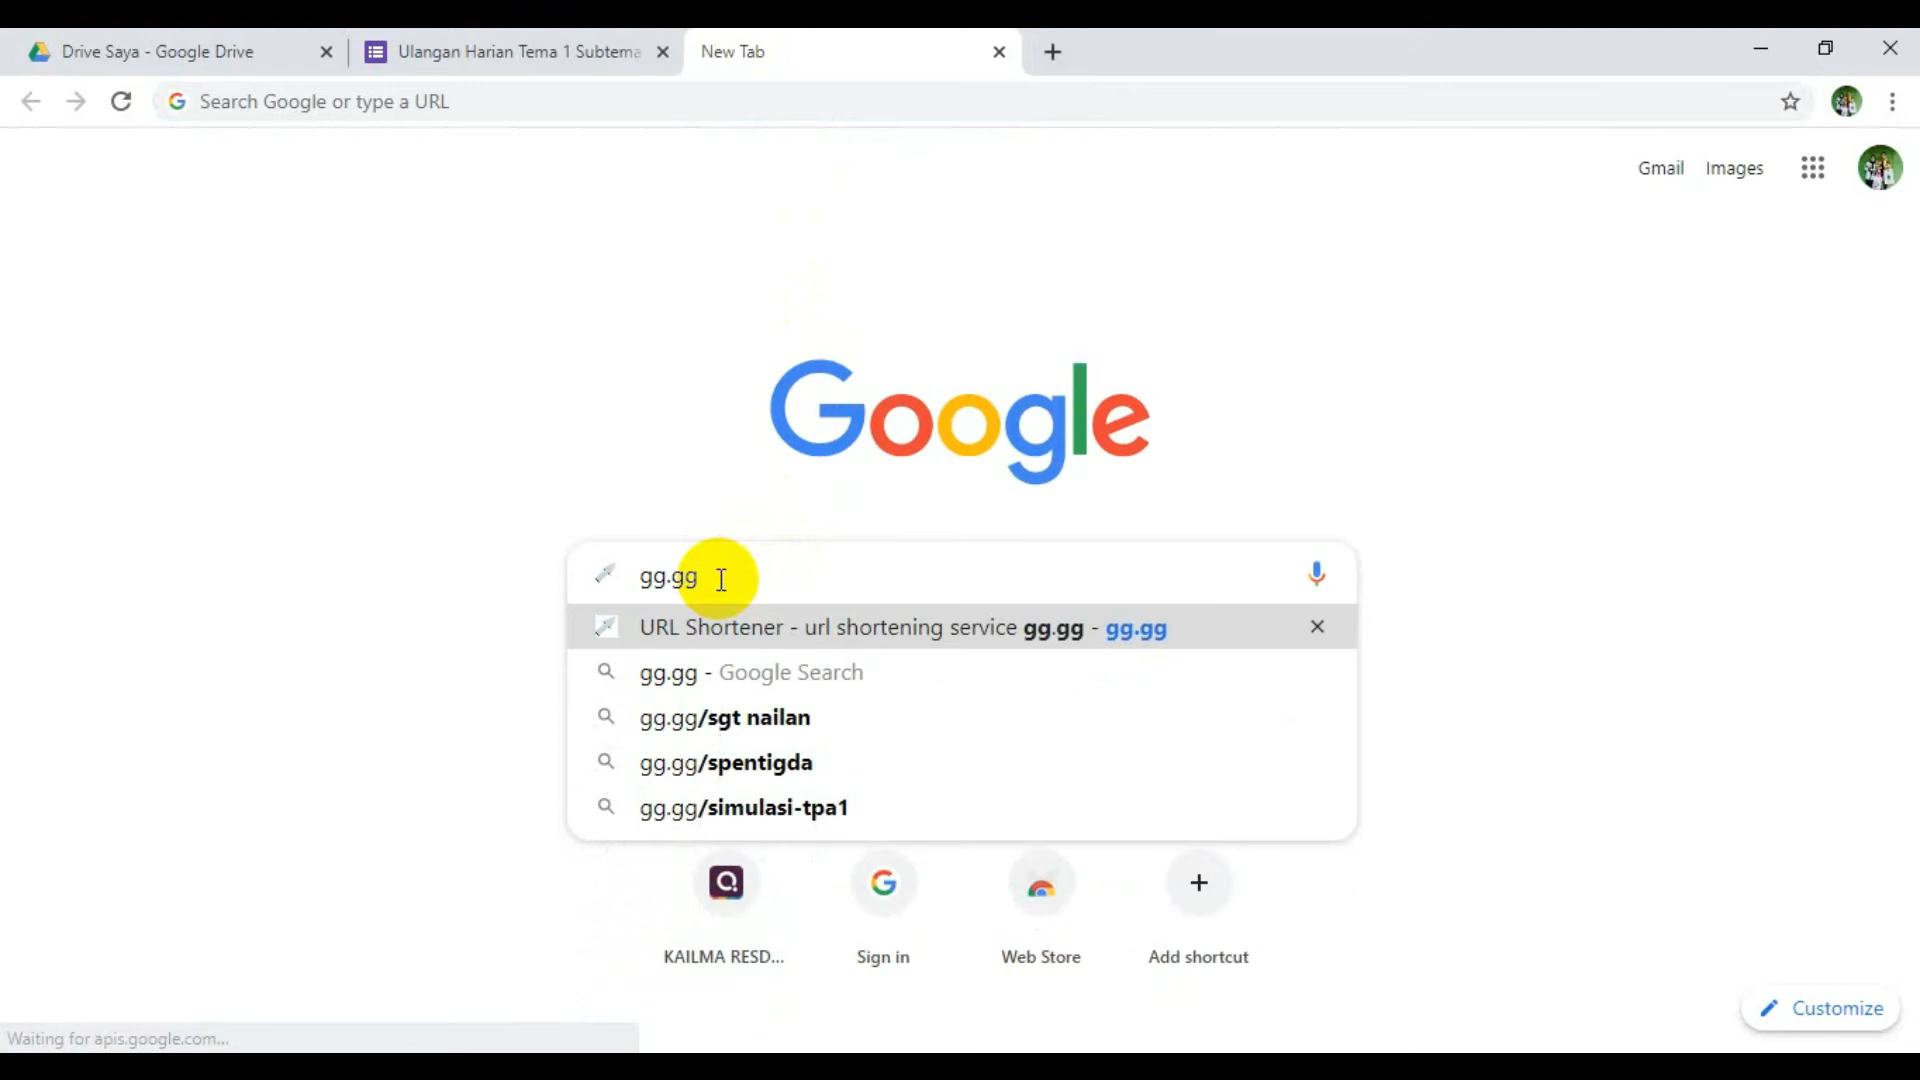 Drive Saya - Google Drive
Ulangan Harian Tema 1 Subtema
New Tab
Search Google or type a URL
Gmail Images
Google
gg.gg
URL Shortener - url shortening service gg.gg - gg.gg
gg.gg - Google Search
gg.gg/sgt nailan
gg.gg/spentigda
gg.gg/simulasi-tpa1
KAILMA RESD...
Sign in
Web Store
Add shortcut
Customize
Waiting for apis.google.com...